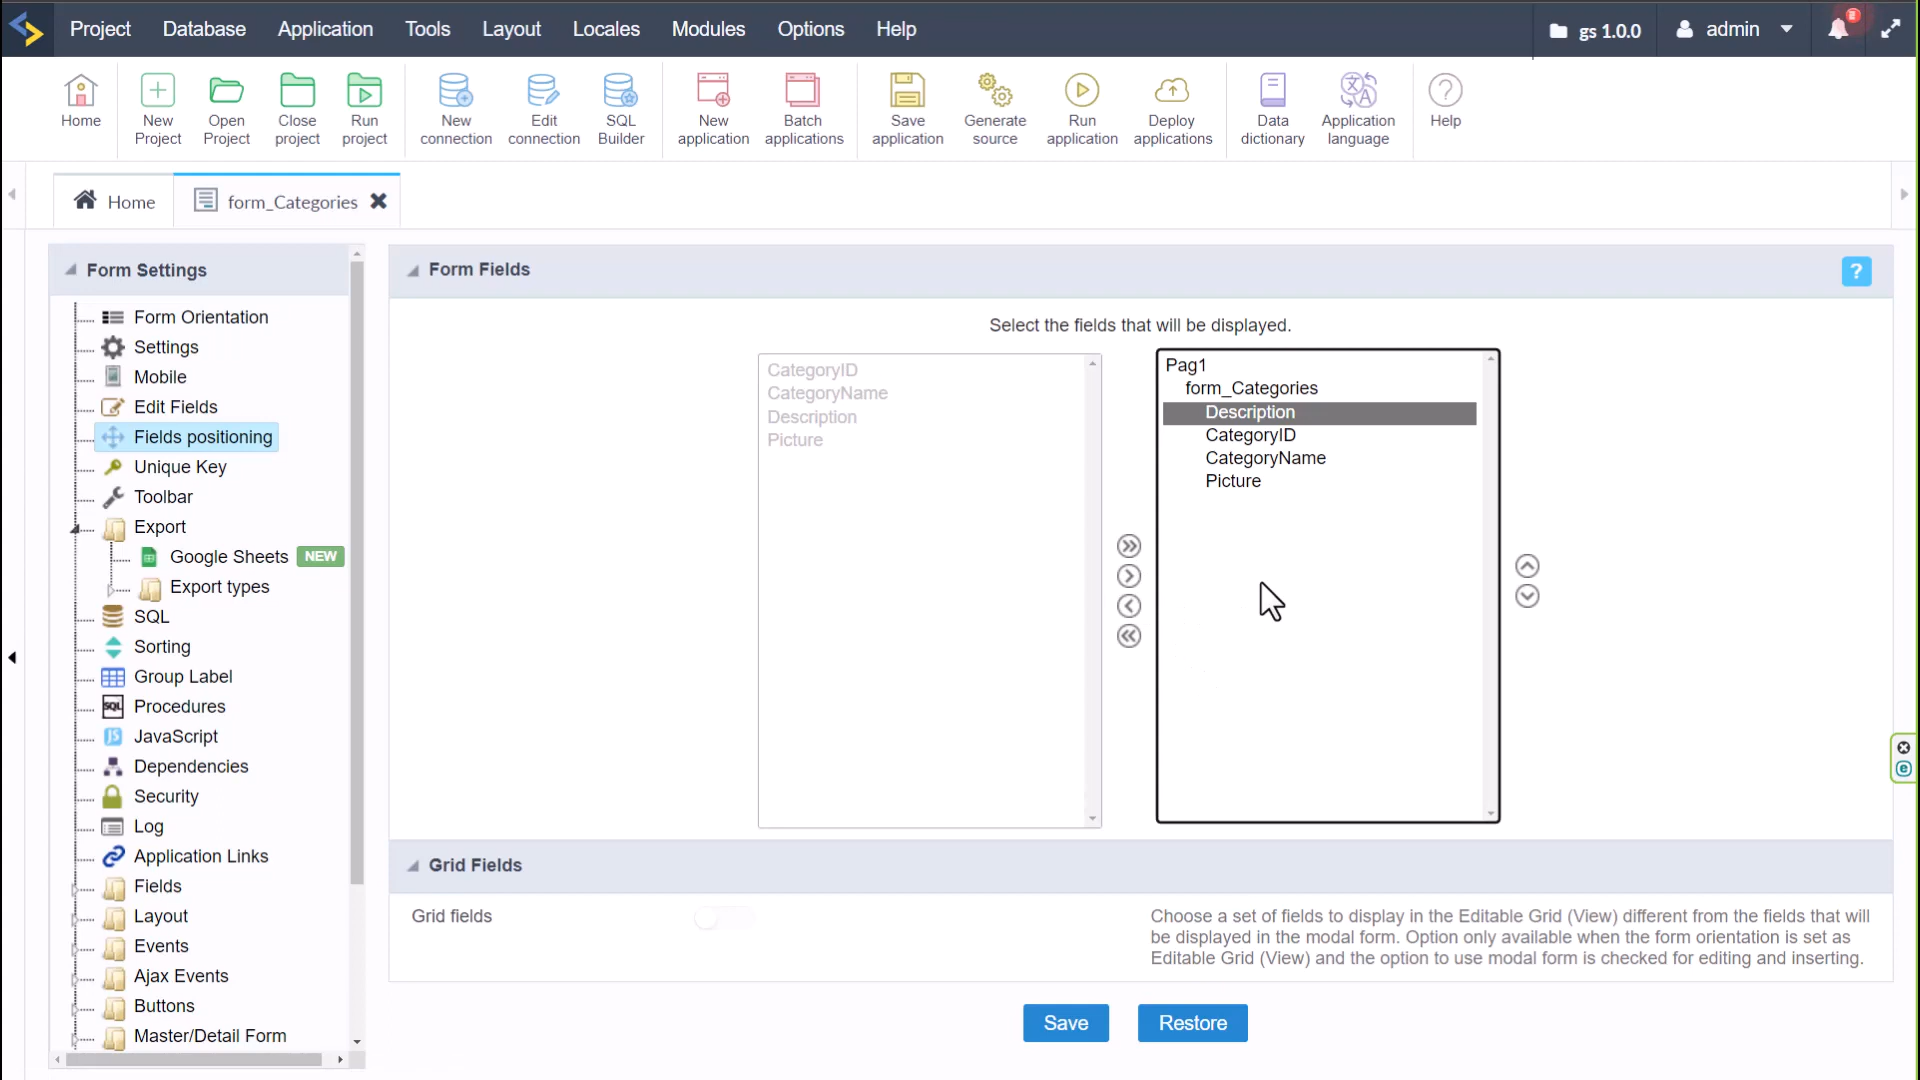 Project Database Application Tools Layout Locales Modules Options Help gs 1.0.0 admin
Home
New Project
Open Project
Close project
Run project
New connection
Edit connection
SQL Builder
New application
Batch applications
Save application
Generate source
Run application
Deploy applications
Data dictionary
Application language
Help
Home form_Categories
Form Settings
Form Orientation
Settings
Mobile
Edit Fields
Fields positioning
Unique Key
Toolbar
Export
Google Sheets NEW
Export types
SQL
Sorting
Group Label
SQL Procedures
JS JavaScript
Dependencies
Security
Log
Application Links
Fields
Layout
Events
Ajax Events
Buttons
Master/Detail Form
Form Fields ?
Select the fields that will be displayed.
CategoryID
CategoryName
Description
Picture
Pag1
form_Categories
Description
CategoryID
CategoryName
Picture
Grid Fields
Grid fields
Choose a set of fields to display in the Editable Grid (View) different from the fields that will
be displayed in the modal form. Option only available when the form orientation is set as
Editable Grid (View) and the option to use modal form is checked for editing and inserting.
Save Restore